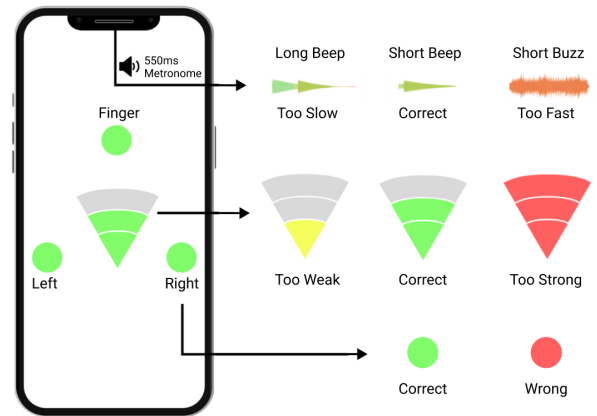 550ms
Metronome
Long Beep
Short Beep
Short Buzz
Too Slow
Correct
Too Fast
Finger
Left
Right
Too Weak
Correct
Too Strong
Correct
Wrong